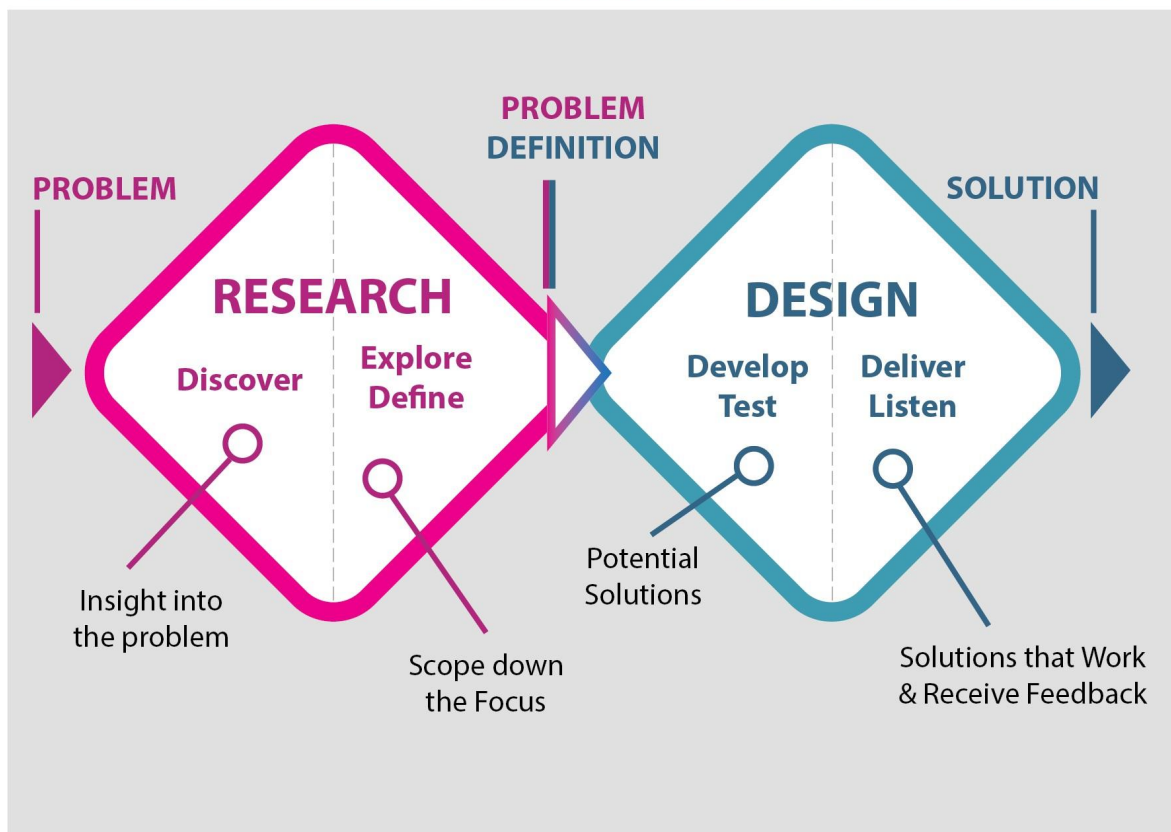 PROBLEM
PROBLEM
DEFINITION
SOLUTION
RESEARCH
Discover
Explore
Define
DESIGN
Develop
Test
Deliver
Listen
Insight into
the problem
Scope down
the Focus
Potential
Solutions
Solutions that Work
& Receive Feedback